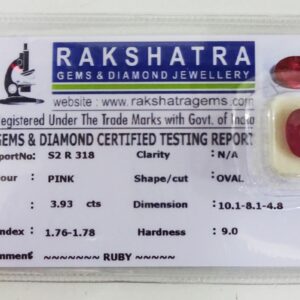 RAKSHATRA
GEMS & DIAMOND JEWELLERY
website : www.rakshatragems.com
egistered Under The Trade Marks with Govt. of India
GEMS & DIAMOND CERTIFIED TESTING REPORT
portNo: S2 R 318 Clarity : N/A
our : PINK Shape/cut : OVAL
: 3.93 cts Dimension : 10.1-8.1-4.8
Index : 1.76-1.78 Hardness : 9.0
mment : ~~~~~~~ RUBY ~~~~~